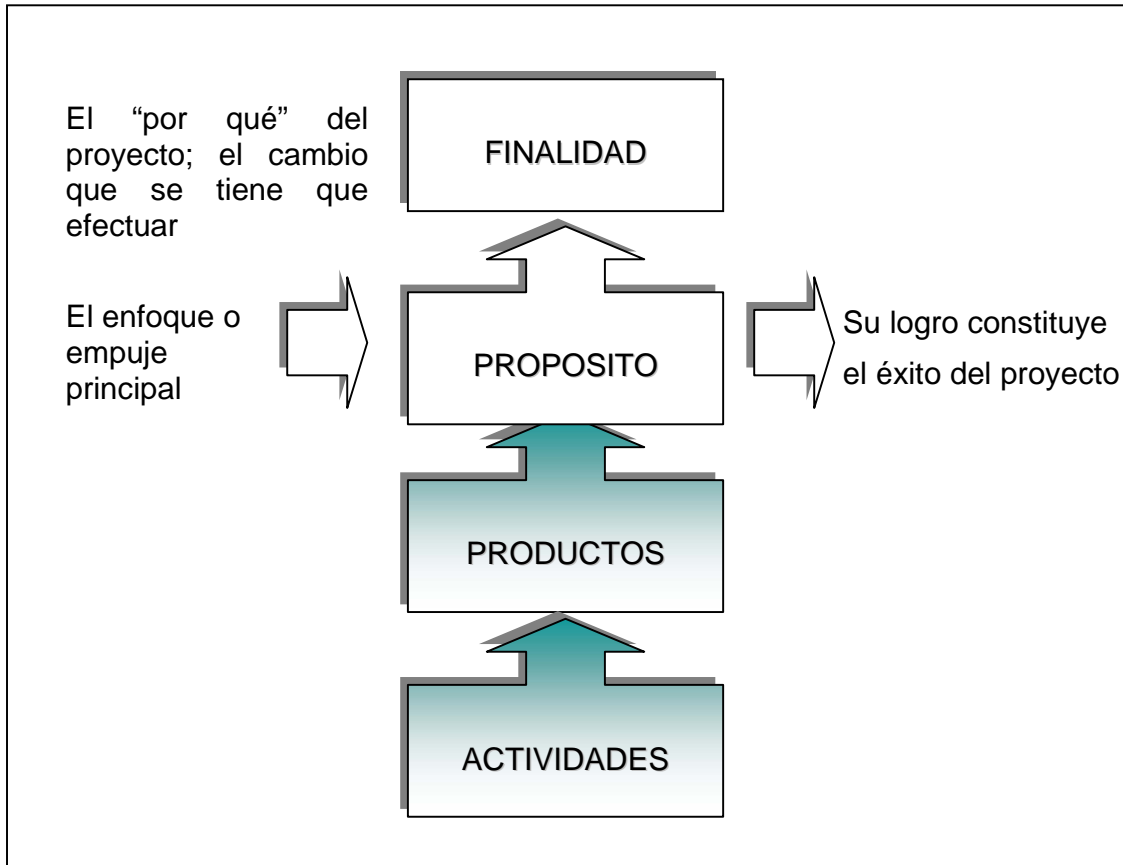 El “por qué” del
proyecto; el cambio
que se tiene que
efectuar
FINALIDAD
El enfoque o
empuje
principal
PROPOSITO
Su logro constituye
el éxito del proyecto
PRODUCTOS
ACTIVIDADES